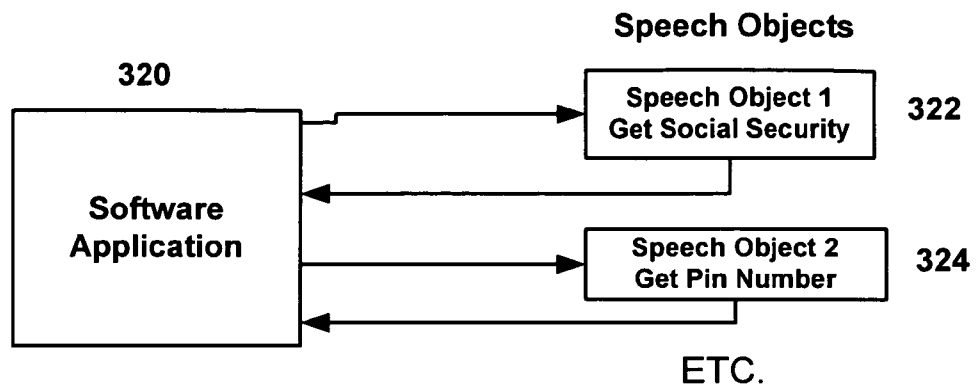 Speech Objects
320
Speech Object 1
Get Social Security
322
Software
Application
Speech Object 2
Get Pin Number
324
ETC.